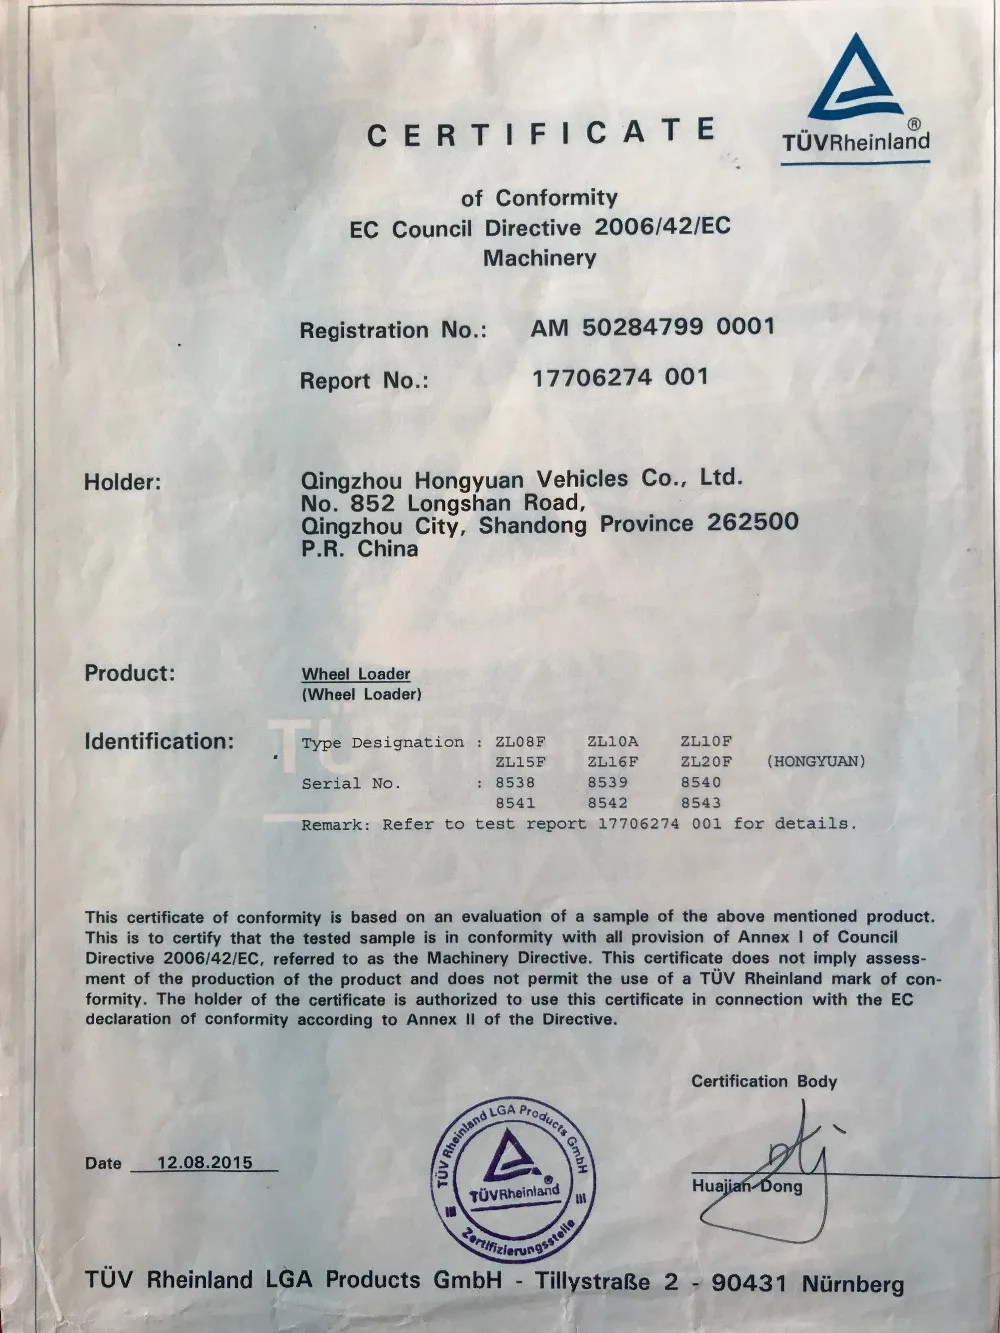 TÜVRheinland®
CERTIFICATE
of Conformity
EC Council Directive 2006/42/EC
Machinery
Registration No.: AM 50284799 0001
Report No.: 17706274 001
Holder: Qingzhou Hongyuan Vehicles Co., Ltd.
No. 852 Longshan Road,
Qingzhou City, Shandong Province 262500
P.R. China
Product: Wheel Loader
(Wheel Loader)
Identification: Type Designation : ZL08F ZL10A ZL10F
ZL15F ZL16F ZL20F (HONGYUAN)
Serial No. : 8538 8539 8540
8541 8542 8543
Remark: Refer to test report 17706274 001 for details.
This certificate of conformity is based on an evaluation of a sample of the above mentioned product.
This is to certify that the tested sample is in conformity with all provision of Annex I of Council
Directive 2006/42/EC, referred to as the Machinery Directive. This certificate does not imply assess-
ment of the production of the product and does not permit the use of a TÜV Rheinland mark of con-
formity. The holder of the certificate is authorized to use this certificate in connection with the EC
declaration of conformity according to Annex II of the Directive.
Certification Body
Date 12.08.2015
TÜV Rheinland LGA Products GmbH
TÜVRheinland®
Zertifizierungsstelle
Huajian Dong
TÜV Rheinland LGA Products GmbH - Tillystraße 2 - 90431 Nürnberg